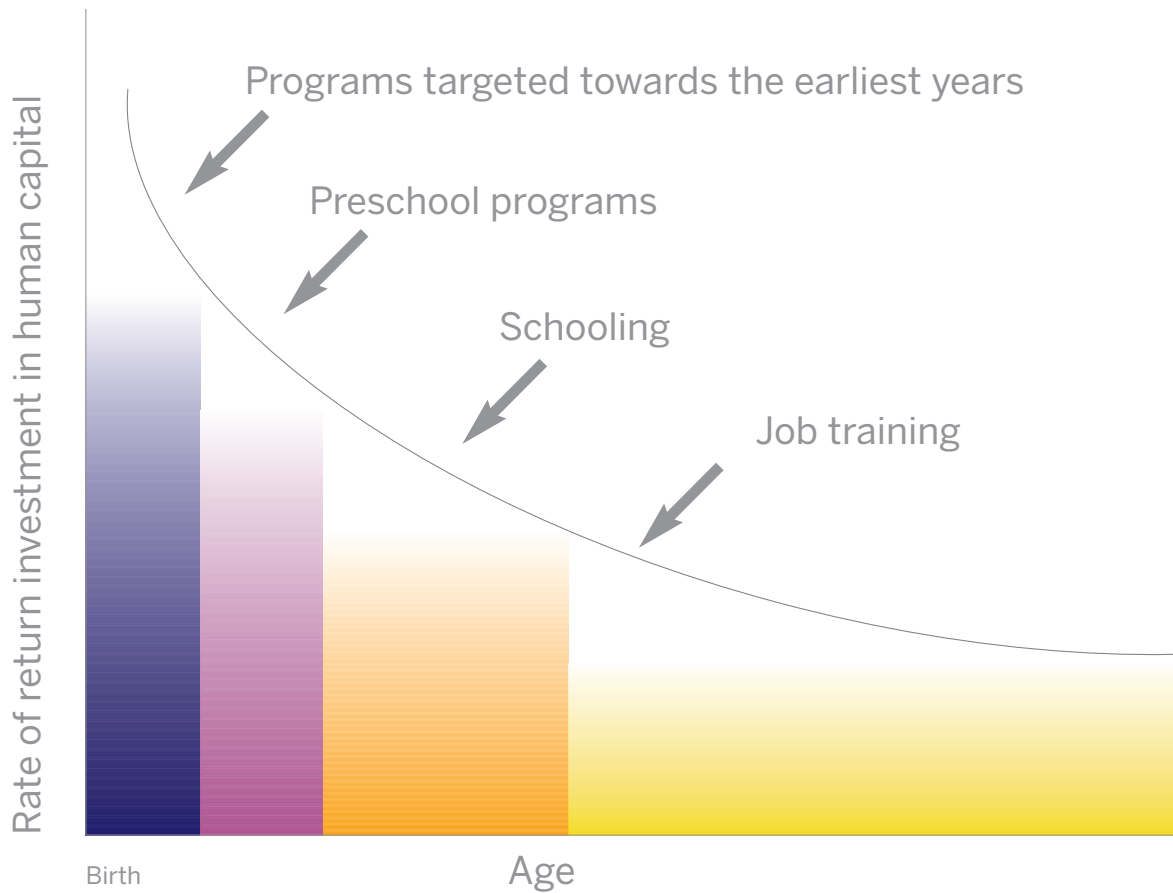 Rate of return investment in human capital
Programs targeted towards the earliest years
Preschool programs
Schooling
Job training
Birth
Age